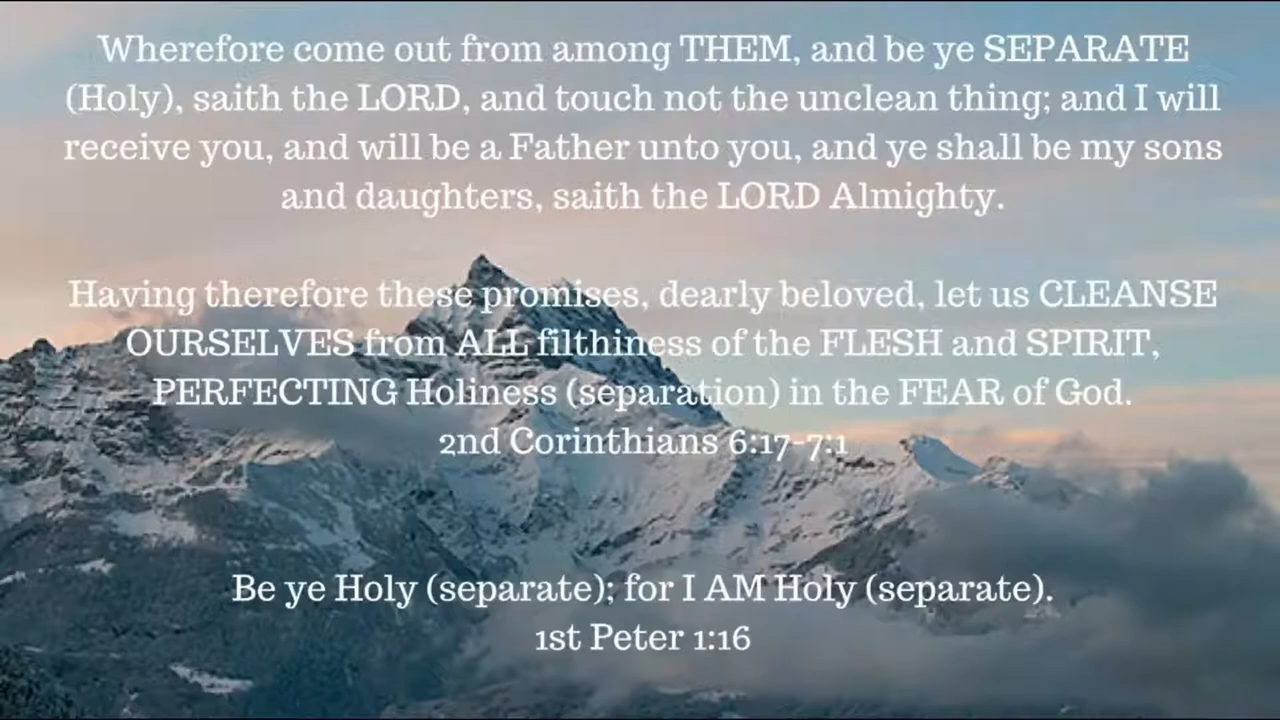 Wherefore come out from among THEM, and be ye SEPARATE
(Holy), saith the LORD, and touch not the unclean thing; and I will
receive you, and will be a Father unto you, and ye shall be my sons
and daughters, saith the LORD Almighty.
Having therefore these promises, dearly beloved, let us CLEANSE
OURSELVES from ALL filthiness of the FLESH and SPIRIT,
PERFECTING Holiness (separation) in the FEAR of God.
2nd Corinthians 6:17-7:1
Be ye Holy (separate); for I AM Holy (separate).
1st Peter 1:16